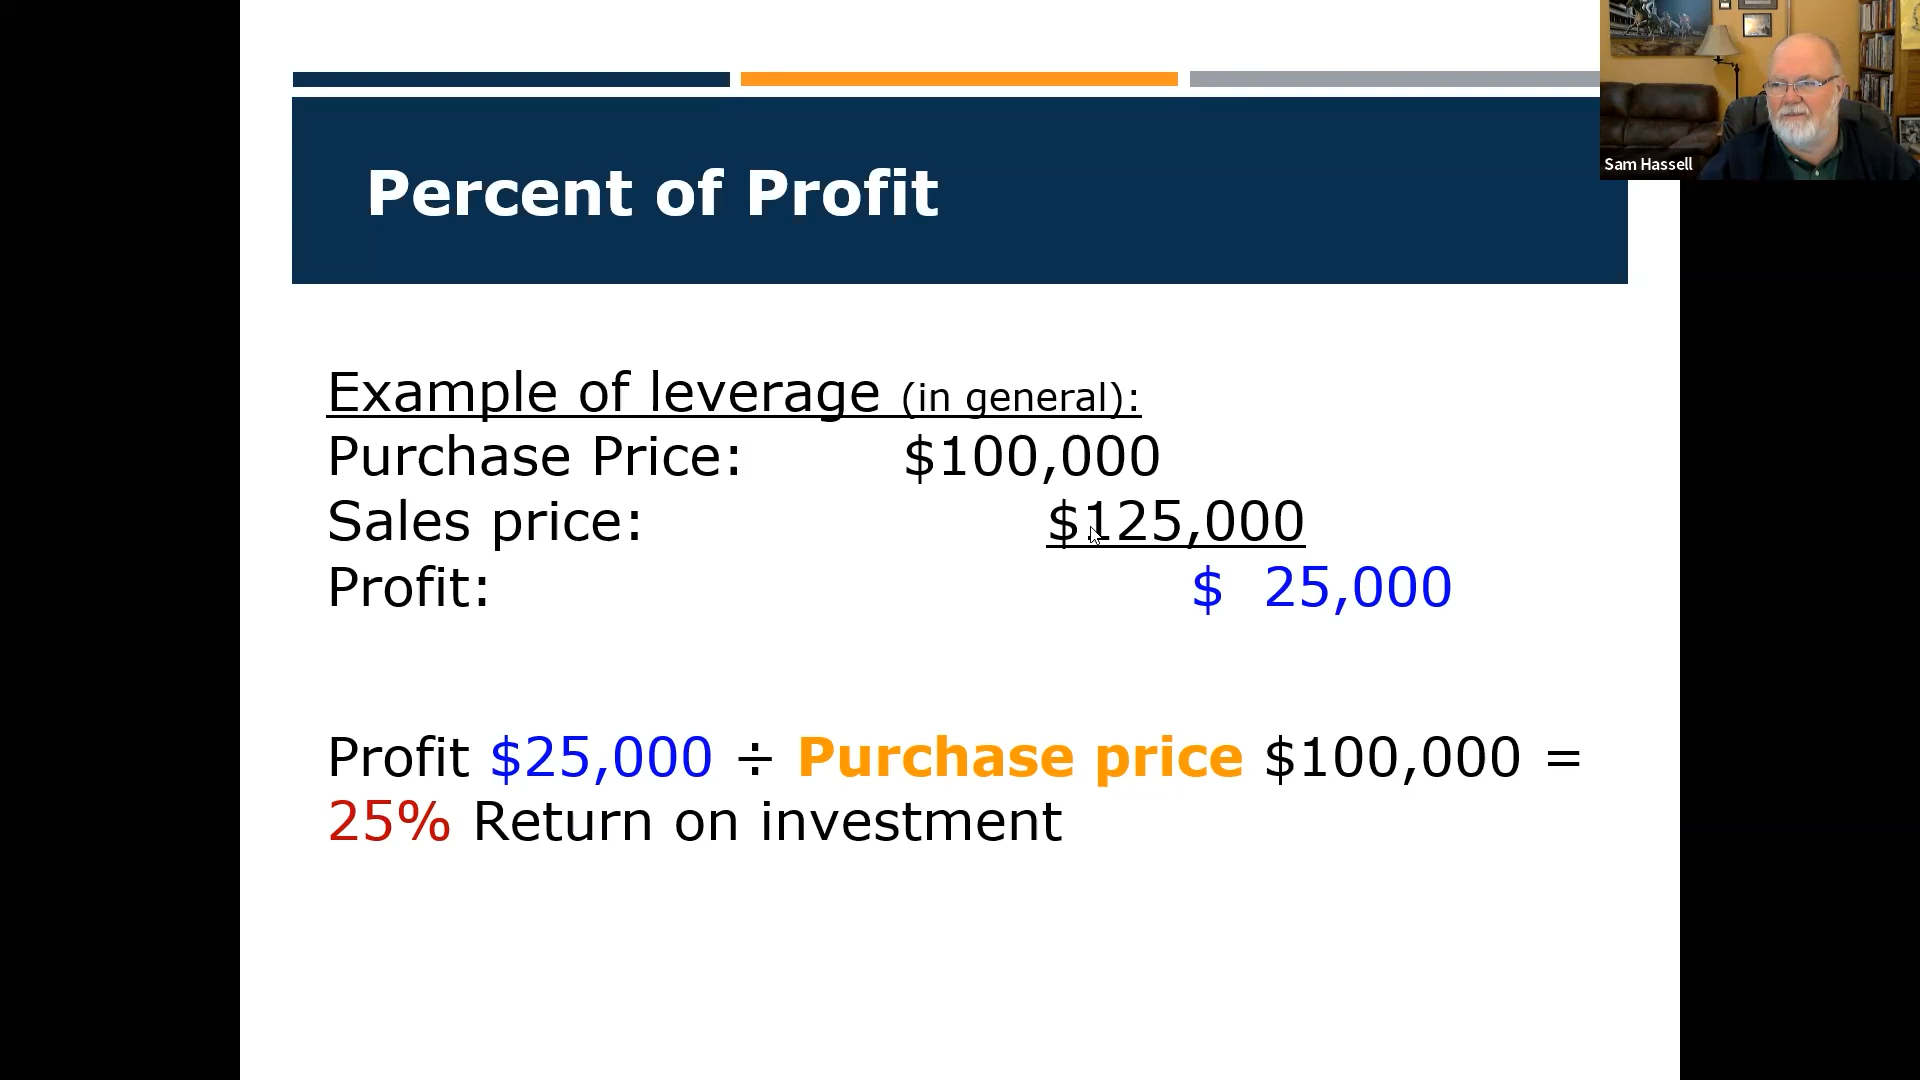 Percent of Profit
Sam Hassell
Example of leverage (in general):
Purchase Price: $100,000
Sales price: $125,000
Profit: $ 25,000
Profit $25,000 ÷ Purchase price $100,000 =
25% Return on investment